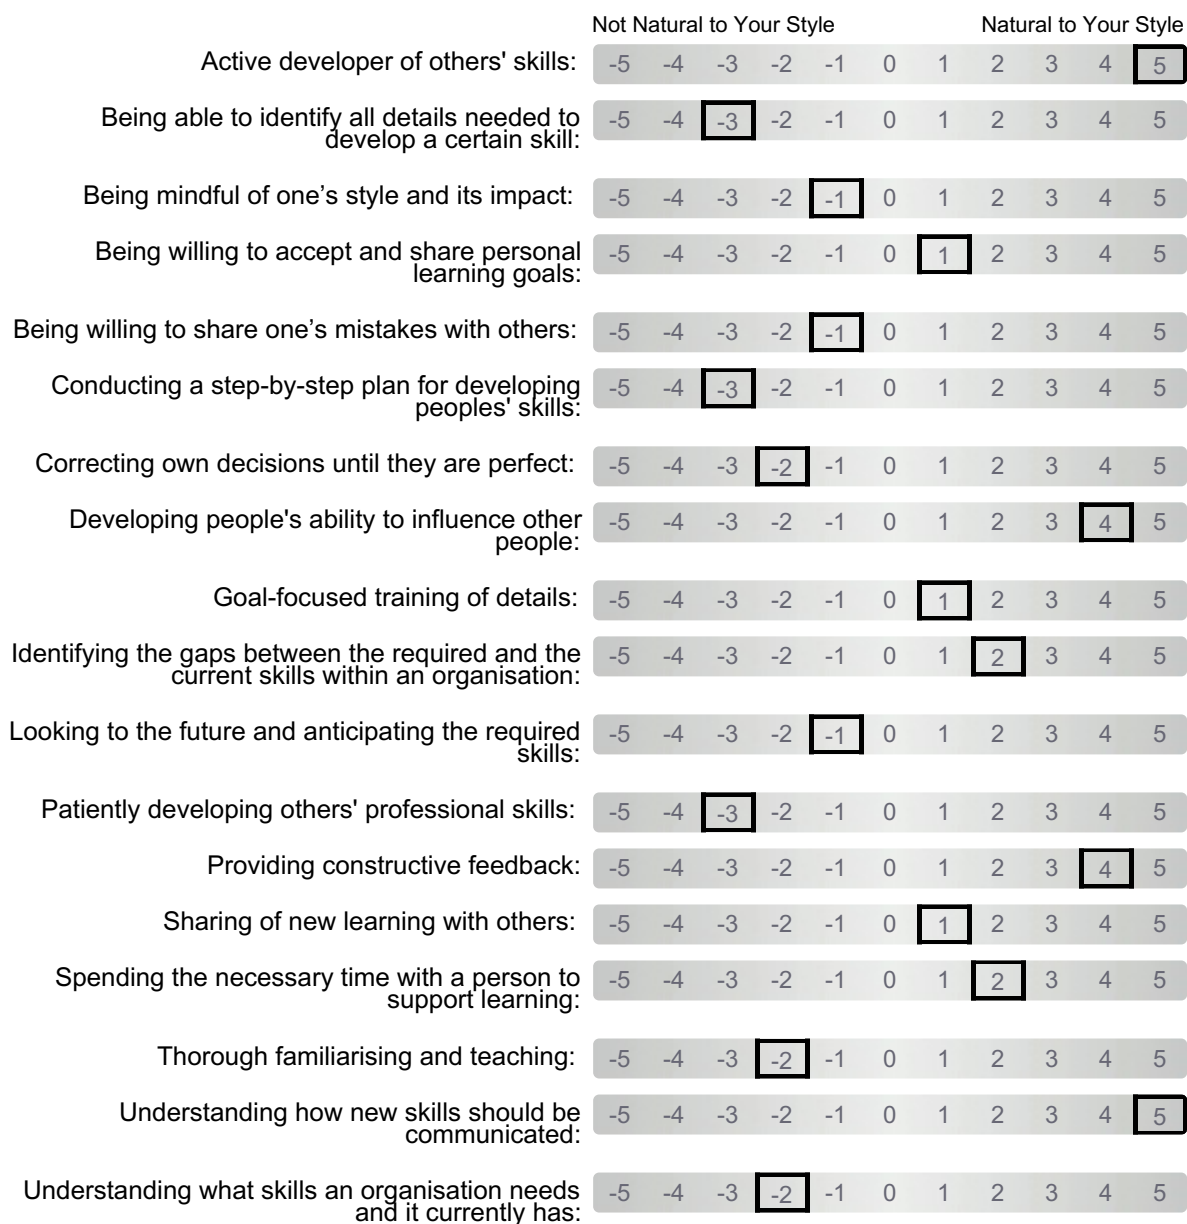 Not Natural to Your Style Natural to Your Style
Active developer of others' skills: -5 -4 -3 -2 -1 0 1 2 3 4 5
Being able to identify all details needed to
develop a certain skill: -5 -4 -3 -2 -1 0 1 2 3 4 5
Being mindful of one’s style and its impact: -5 -4 -3 -2 -1 0 1 2 3 4 5
Being willing to accept and share personal
learning goals: -5 -4 -3 -2 -1 0 1 2 3 4 5
Being willing to share one’s mistakes with others: -5 -4 -3 -2 -1 0 1 2 3 4 5
Conducting a step-by-step plan for developing
peoples' skills: -5 -4 -3 -2 -1 0 1 2 3 4 5
Correcting own decisions until they are perfect: -5 -4 -3 -2 -1 0 1 2 3 4 5
Developing people's ability to influence other
people: -5 -4 -3 -2 -1 0 1 2 3 4 5
Goal-focused training of details: -5 -4 -3 -2 -1 0 1 2 3 4 5
Identifying the gaps between the required and the
current skills within an organisation: -5 -4 -3 -2 -1 0 1 2 3 4 5
Looking to the future and anticipating the required
skills: -5 -4 -3 -2 -1 0 1 2 3 4 5
Patiently developing others' professional skills: -5 -4 -3 -2 -1 0 1 2 3 4 5
Providing constructive feedback: -5 -4 -3 -2 -1 0 1 2 3 4 5
Sharing of new learning with others: -5 -4 -3 -2 -1 0 1 2 3 4 5
Spending the necessary time with a person to
support learning: -5 -4 -3 -2 -1 0 1 2 3 4 5
Thorough familiarising and teaching: -5 -4 -3 -2 -1 0 1 2 3 4 5
Understanding how new skills should be
communicated: -5 -4 -3 -2 -1 0 1 2 3 4 5
Understanding what skills an organisation needs
and it currently has: -5 -4 -3 -2 -1 0 1 2 3 4 5